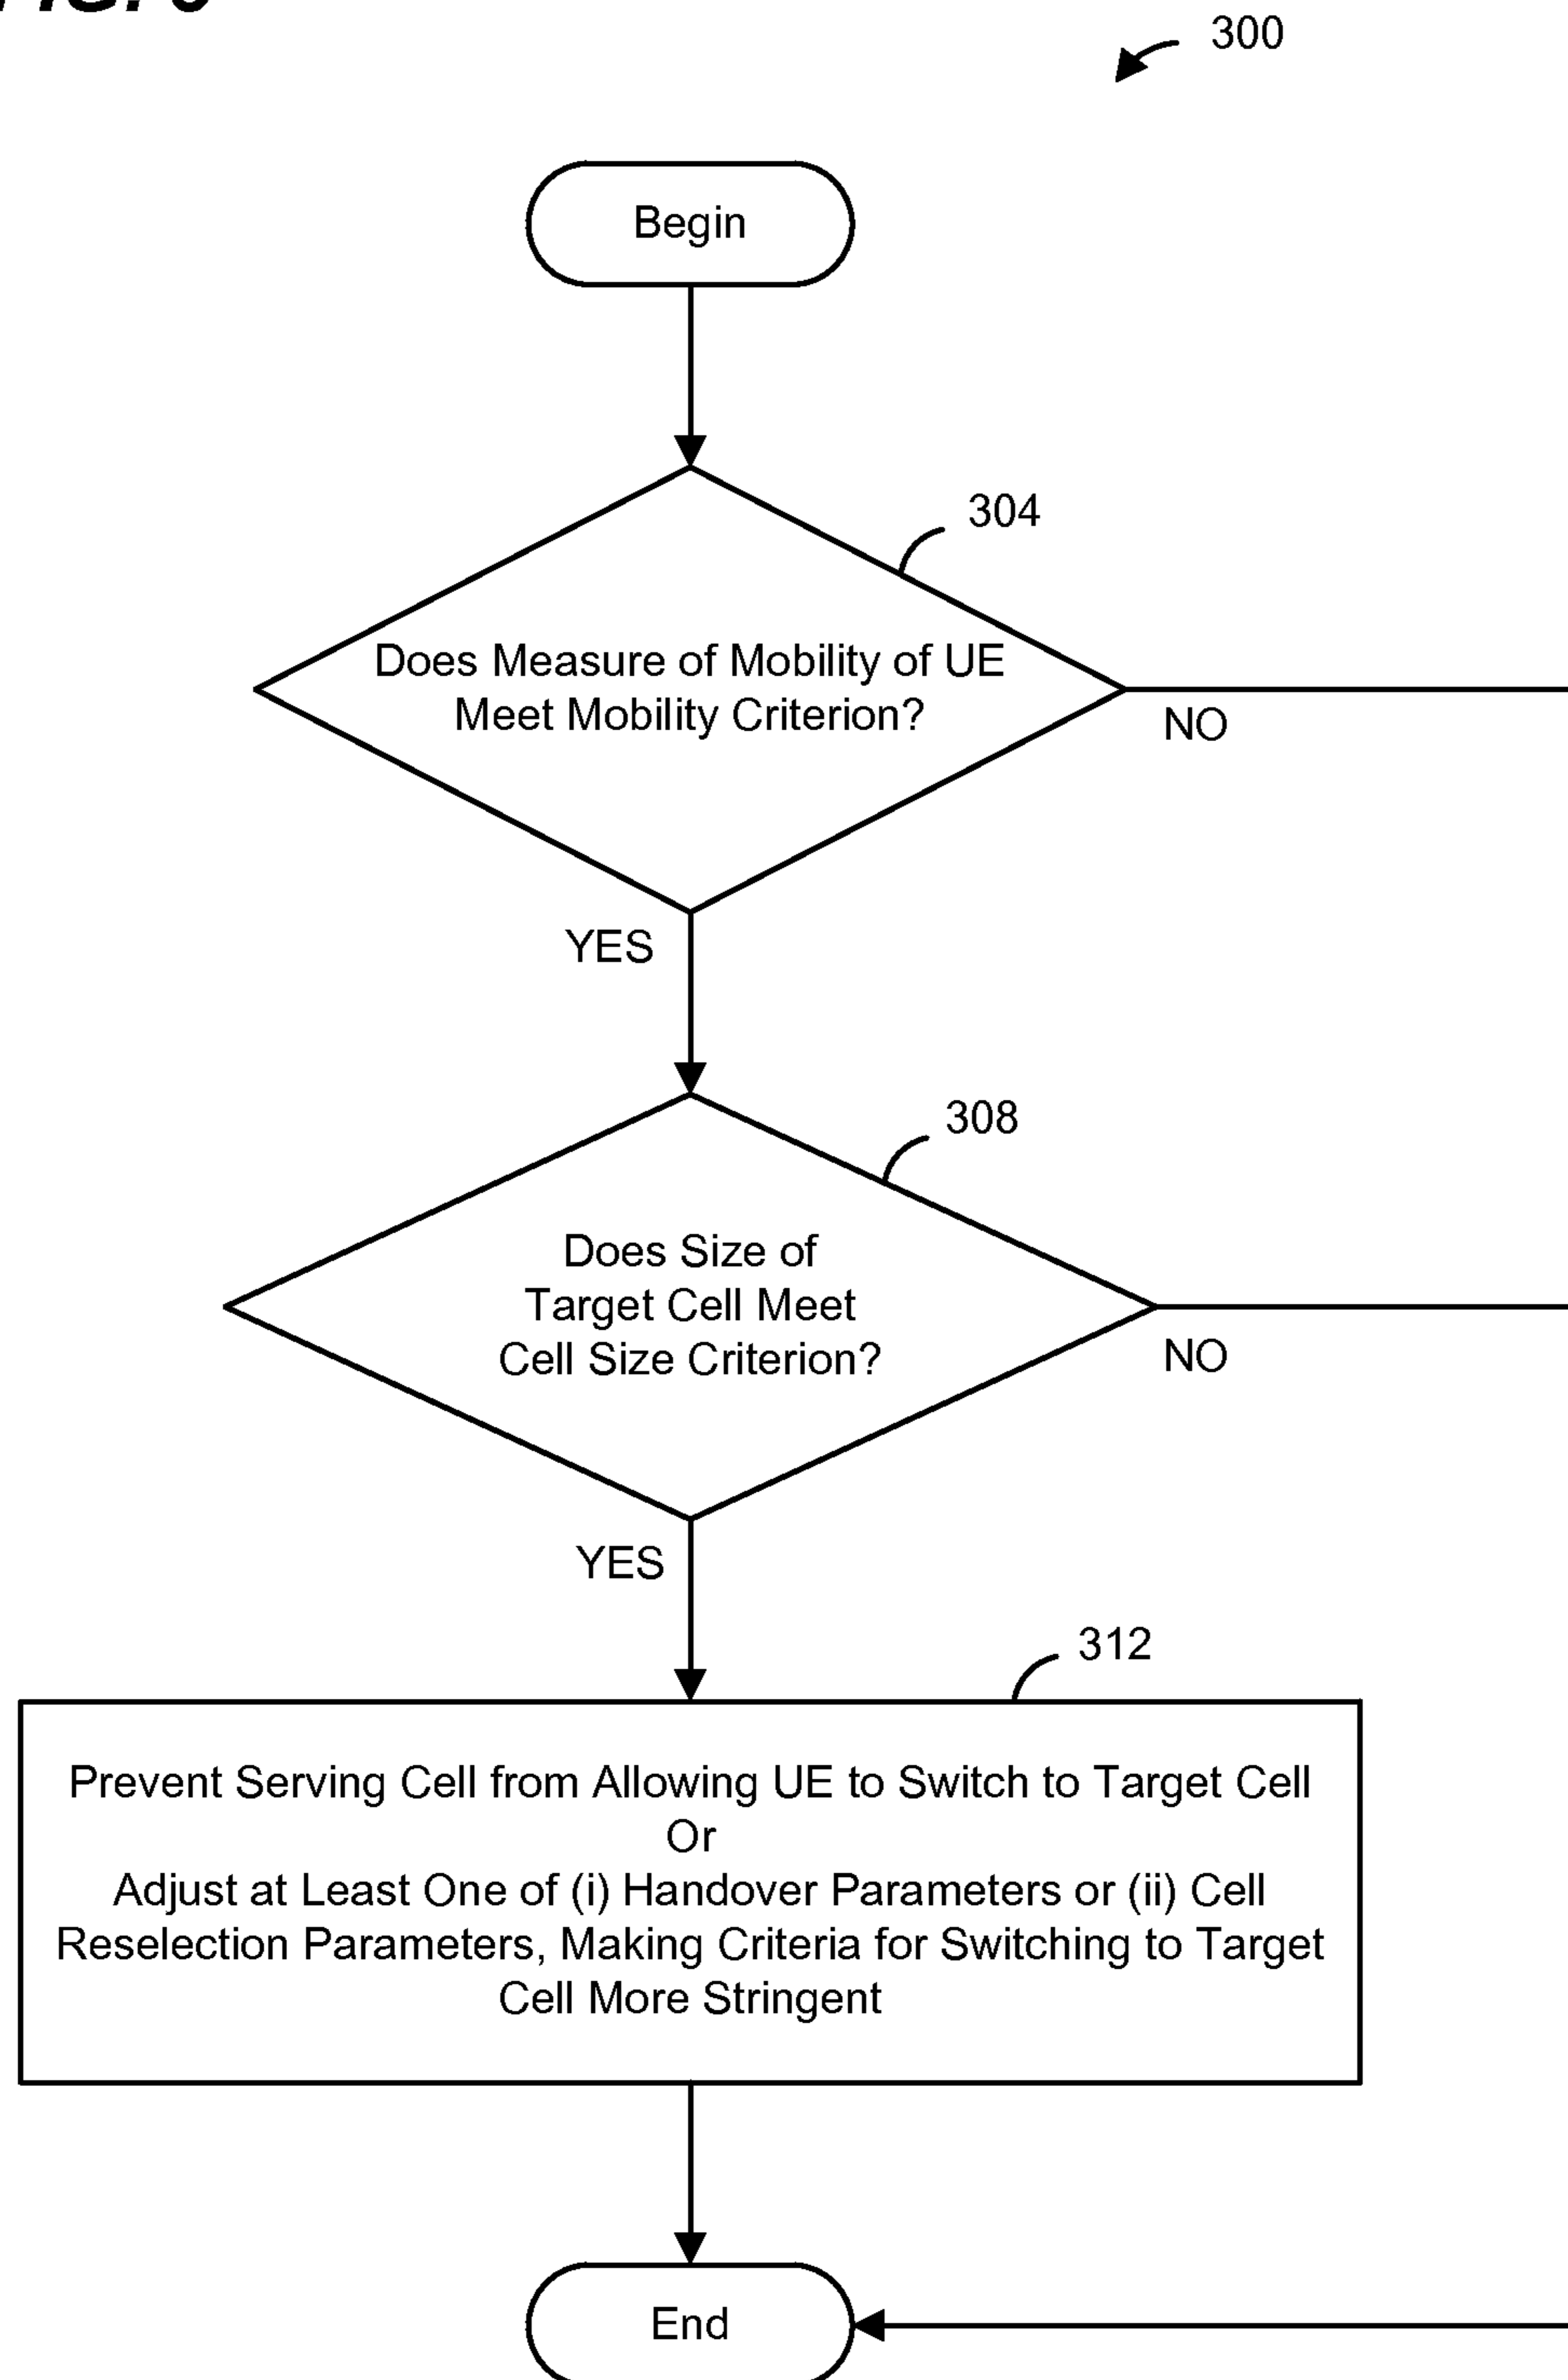 300
Begin
304
Does Measure of Mobility of UE
Meet Mobility Criterion?
NO
YES
308
Does Size of
Target Cell Meet
Cell Size Criterion?
NO
YES
312
Prevent Serving Cell from Allowing UE to Switch to Target Cell
Or
Adjust at Least One of (i) Handover Parameters or (ii) Cell
Reselection Parameters, Making Criteria for Switching to Target
Cell More Stringent
End